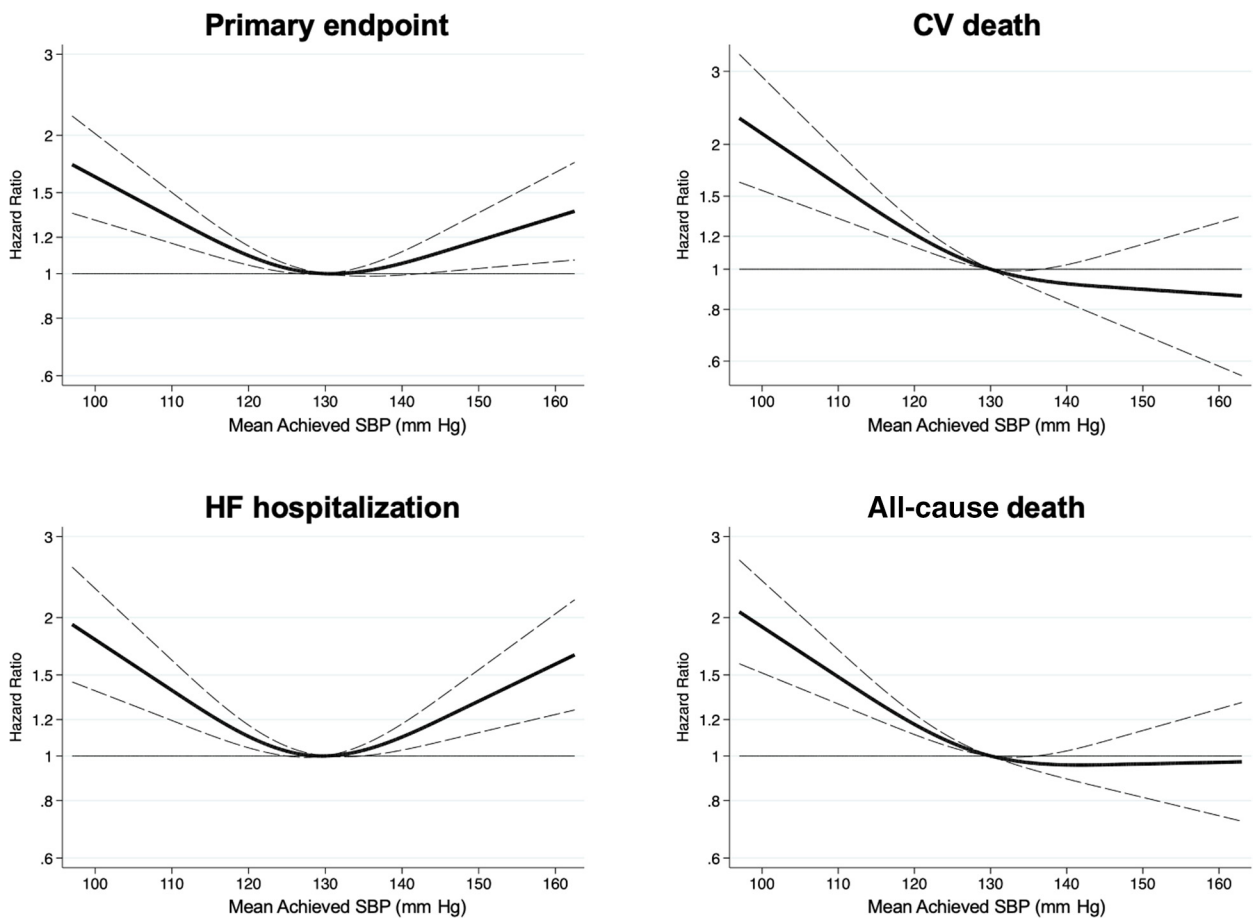 Primary endpoint
3
2
1.5
1.2
1
.8
.6
Hazard Ratio
100 110 120 130 140 150 160
Mean Achieved SBP (mm Hg)
CV death
3
2
1.5
1.2
1
.8
.6
Hazard Ratio
100 110 120 130 140 150 160
Mean Achieved SBP (mm Hg)
HF hospitalization
3
2
1.5
1.2
1
.8
.6
Hazard Ratio
100 110 120 130 140 150 160
Mean Achieved SBP (mm Hg)
All-cause death
3
2
1.5
1.2
1
.8
.6
Hazard Ratio
100 110 120 130 140 150 160
Mean Achieved SBP (mm Hg)